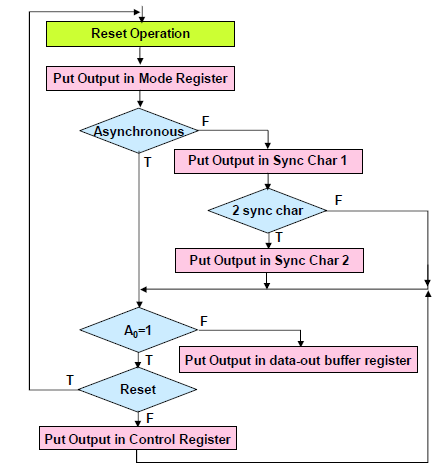 Reset Operation
Put Output in Mode Register
Asynchronous
F
T
Put Output in Sync Char 1
2 sync char
F
T
Put Output in Sync Char 2
A₀=1
F
T
Put Output in data-out buffer register
T
Reset
F
Put Output in Control Register